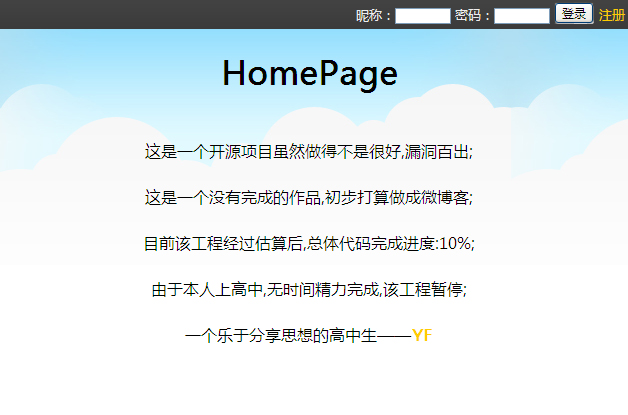 昵称： 密码： 登录 注册
HomePage
这是一个开源项目虽然做得不是很好,漏洞百出;
这是一个没有完成的作品,初步打算做成微博客;
目前该工程经过估算后,总体代码完成进度:10%;
由于本人上高中,无时间精力完成,该工程暂停;
一个乐于分享思想的高中生——YF